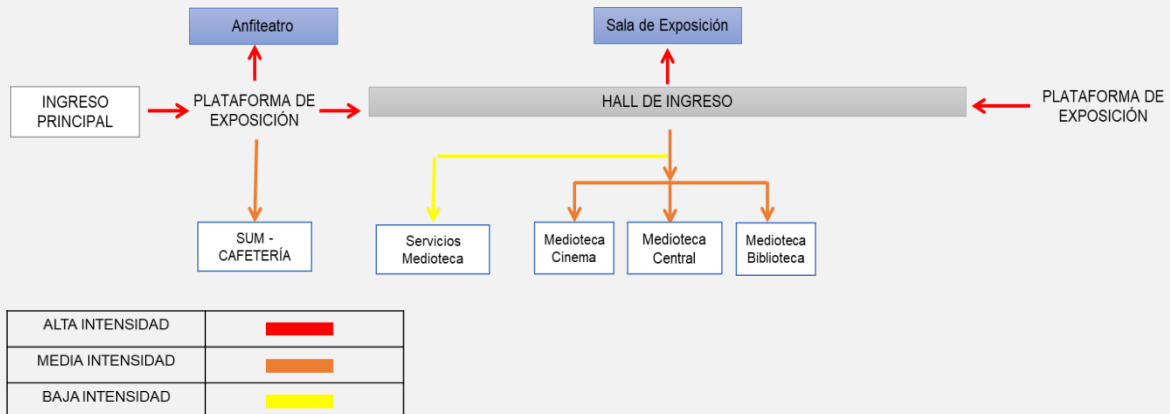 Anfiteatro
Sala de Exposición
INGRESO
PRINCIPAL
PLATAFORMA DE
EXPOSICIÓN
HALL DE INGRESO
PLATAFORMA DE
EXPOSICIÓN
SUM -
CAFETERÍA
Servicios
Medioteca
Medioteca
Cinema
Medioteca
Central
Medioteca
Biblioteca
ALTA INTENSIDAD
MEDIA INTENSIDAD
BAJA INTENSIDAD